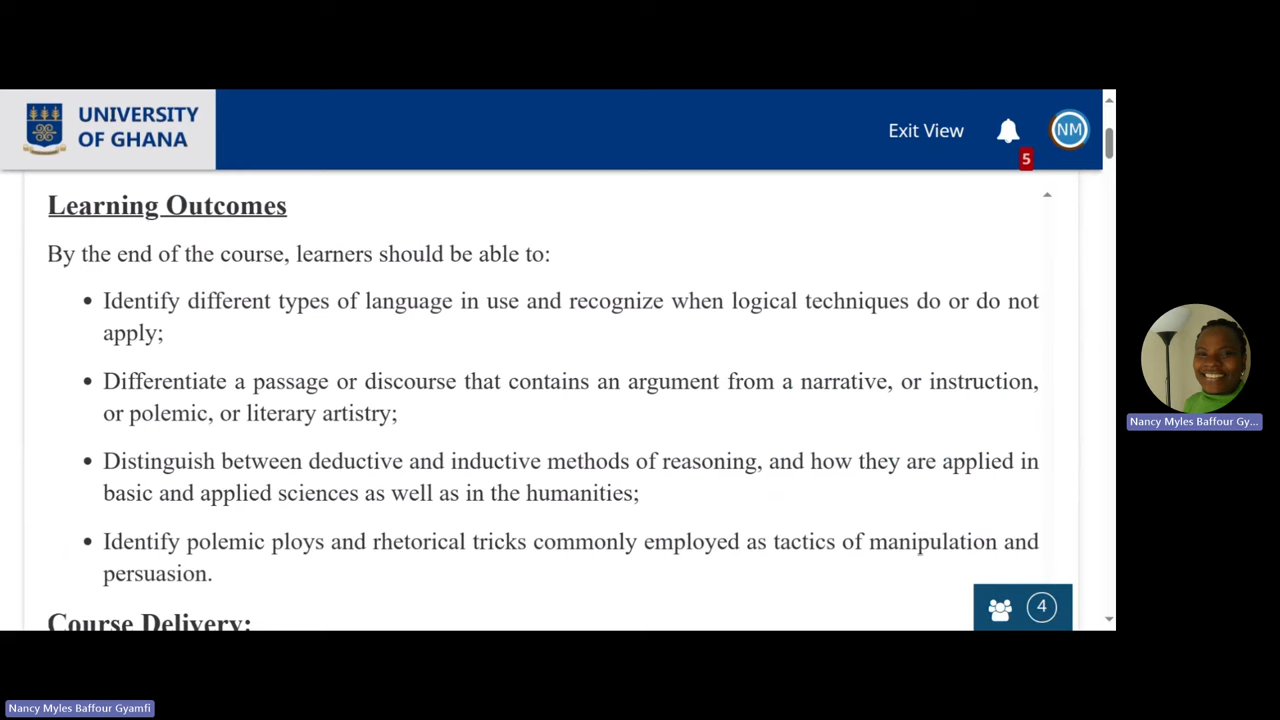 UNIVERSITY
OF GHANA
Exit View
5
NM
Learning Outcomes
By the end of the course, learners should be able to:
• Identify different types of language in use and recognize when logical techniques do or do not
apply;
• Differentiate a passage or discourse that contains an argument from a narrative, or instruction,
or polemic, or literary artistry;
• Distinguish between deductive and inductive methods of reasoning, and how they are applied in
basic and applied sciences as well as in the humanities;
• Identify polemic ploys and rhetorical tricks commonly employed as tactics of manipulation and
persuasion.
Course Delivery:
4
Nancy Myles Baffour Gy...
Nancy Myles Baffour Gyamfi